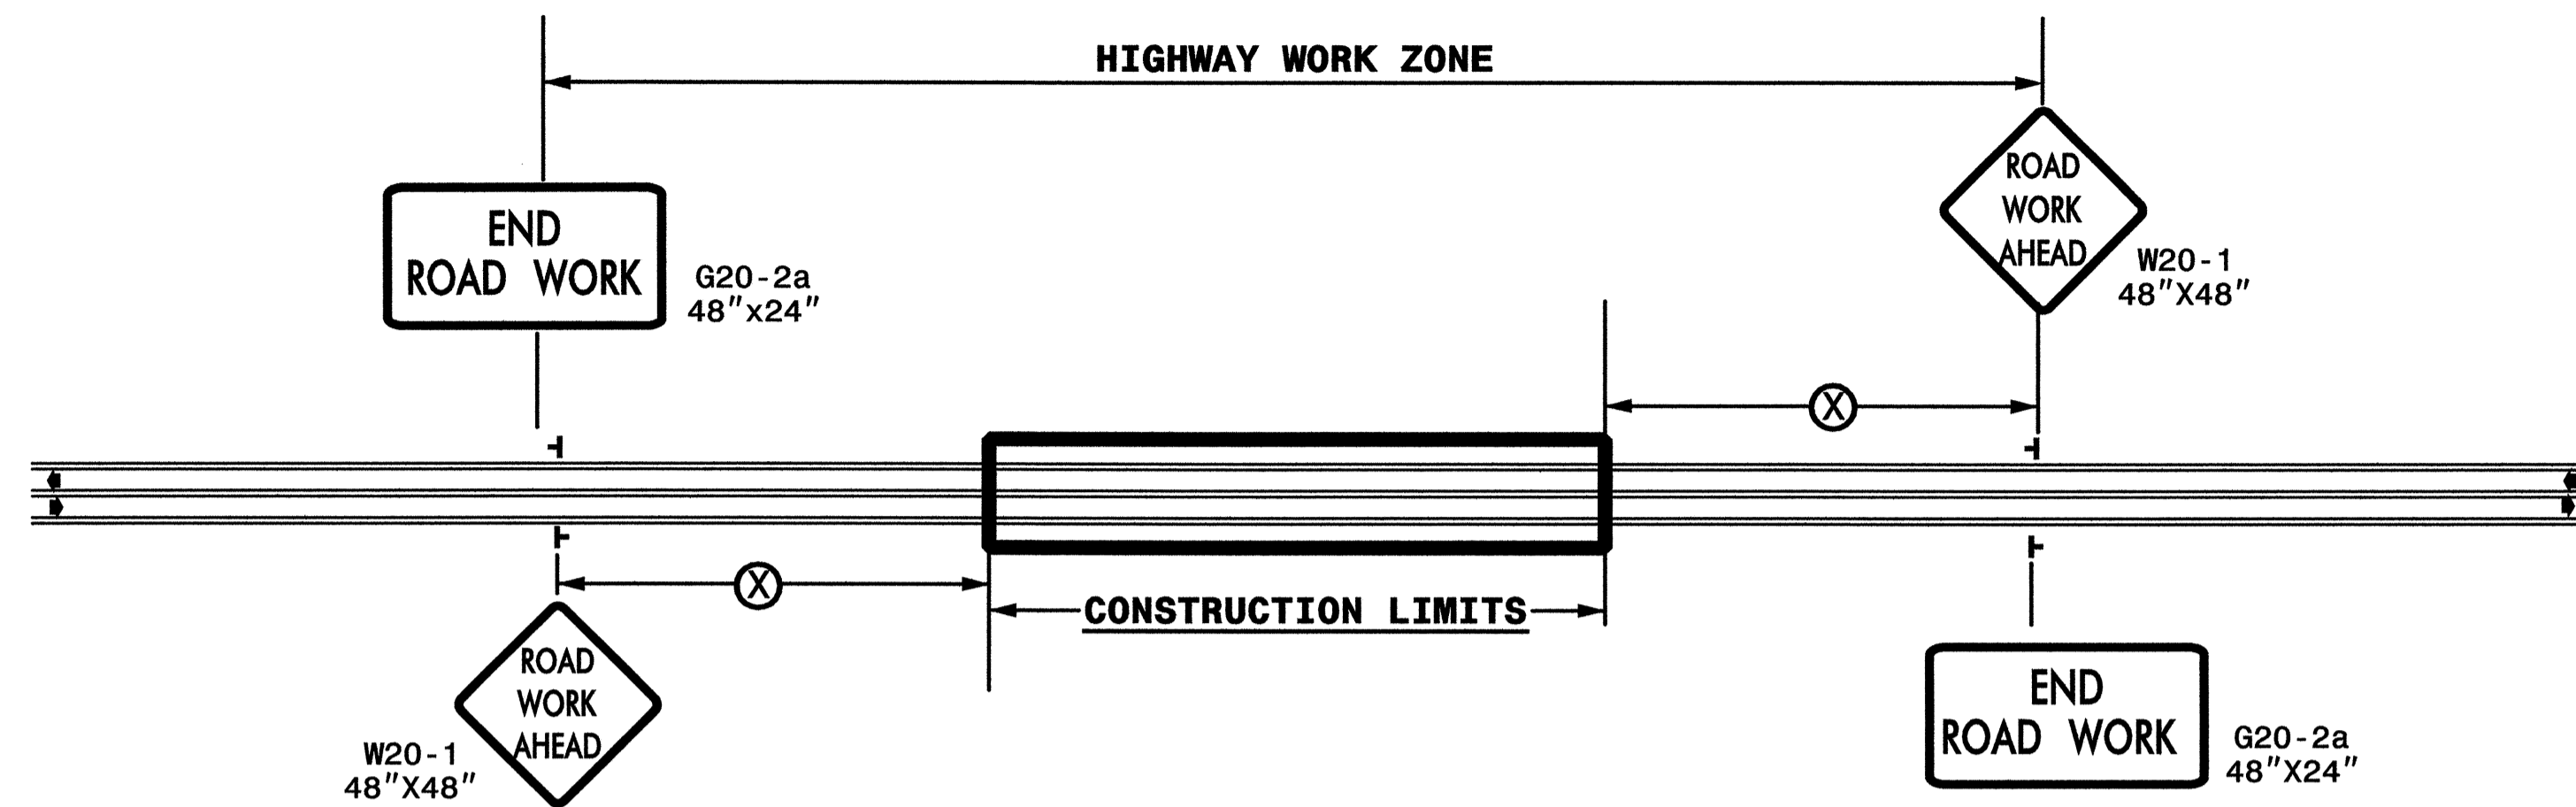 HIGHWAY WORK ZONE
END
ROAD WORK
G20-2a
48"x24"
ROAD
WORK
AHEAD
W20-1
48"X48"
X
X
CONSTRUCTION LIMITS
ROAD
WORK
AHEAD
W20-1
48"X48"
END
ROAD WORK
G20-2a
48"X24"